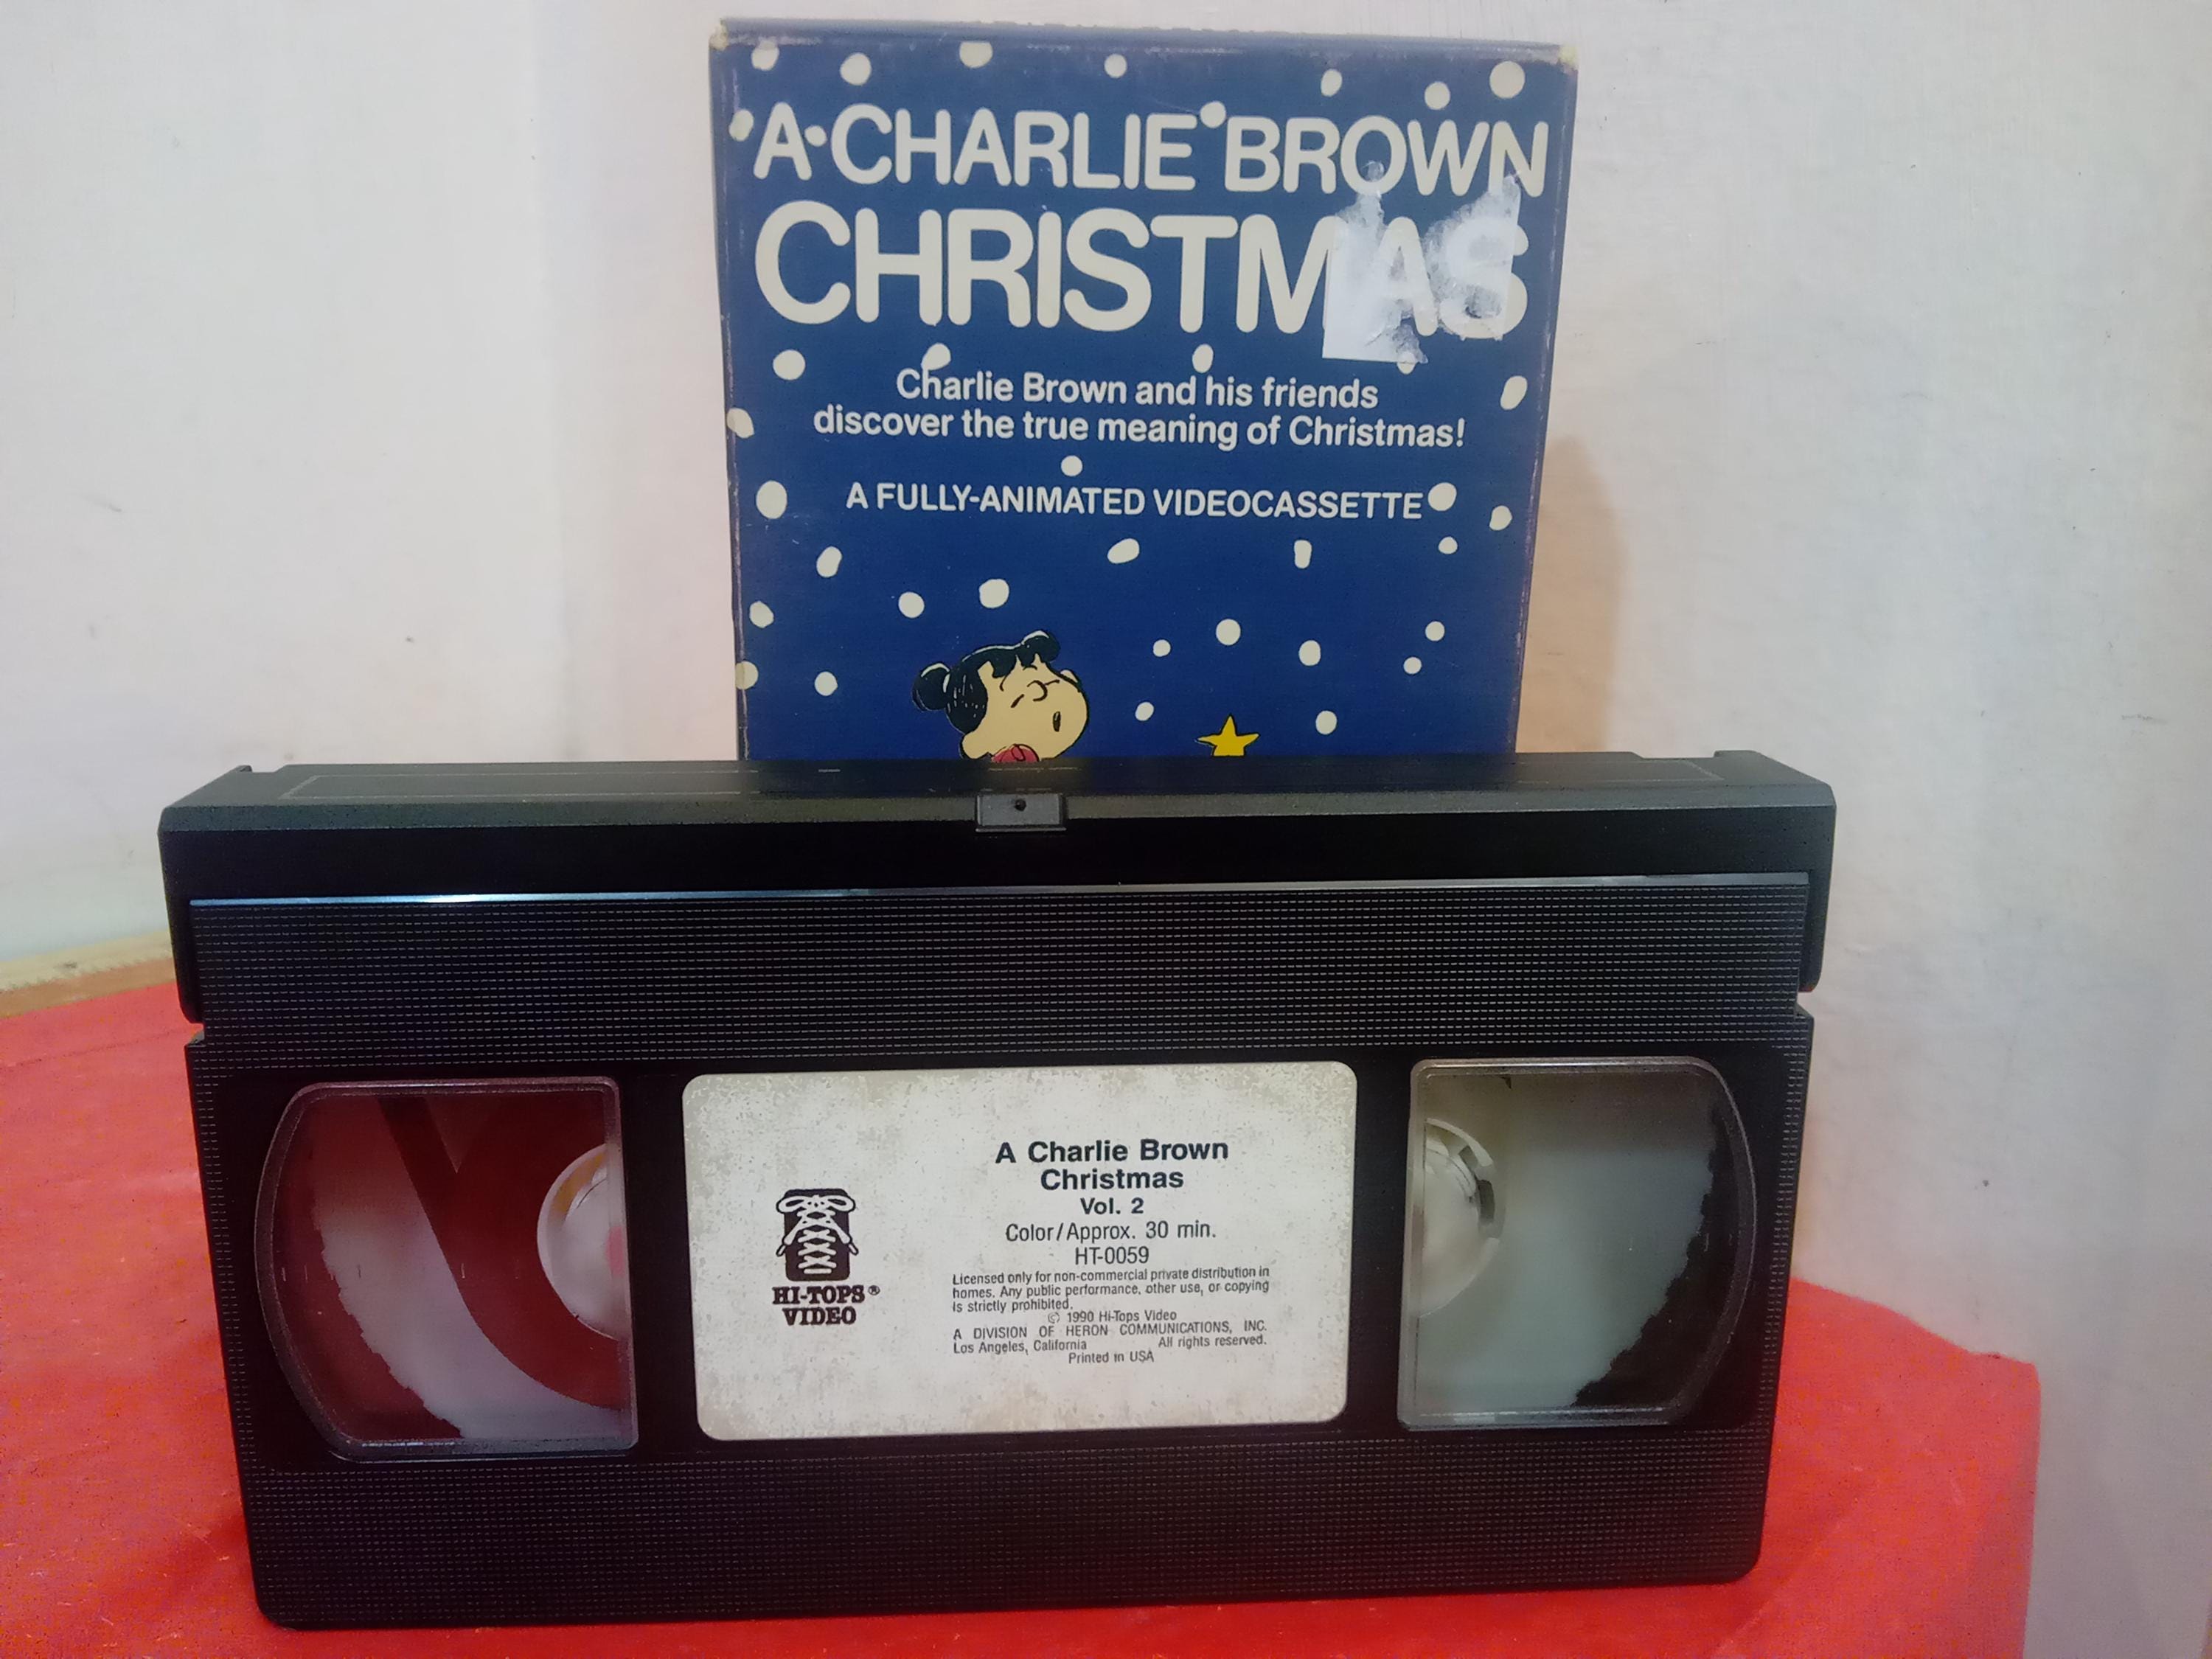 A CHARLIE BROWN
CHRISTMAS
Charlie Brown and his friends
discover the true meaning of Christmas!
A FULLY-ANIMATED VIDEOCASSETTE
HI-TOPS®
VIDEO
A Charlie Brown
Christmas
Vol. 2
Color/Approx. 30 min.
HT-0059
Licensed only for non-commercial private distribution in
homes. Any public performance, other use, or copying
is strictly prohibited.
© 1990 Hi-Tops Video
A DIVISION OF HERON COMMUNICATIONS, INC.
Los Angeles, California All rights reserved.
Printed in USA